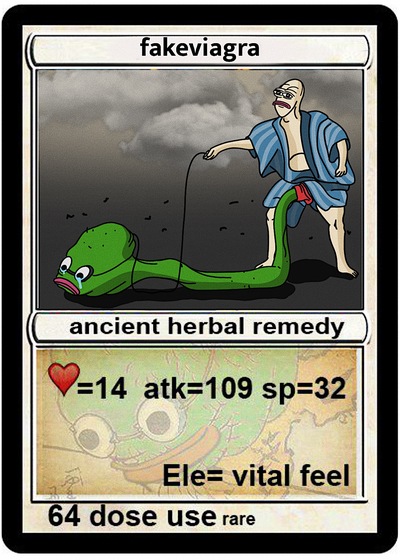 fakeviagra
ancient herbal remedy
❤=14 atk=109 sp=32
Ele= vital feel
64 dose use rare